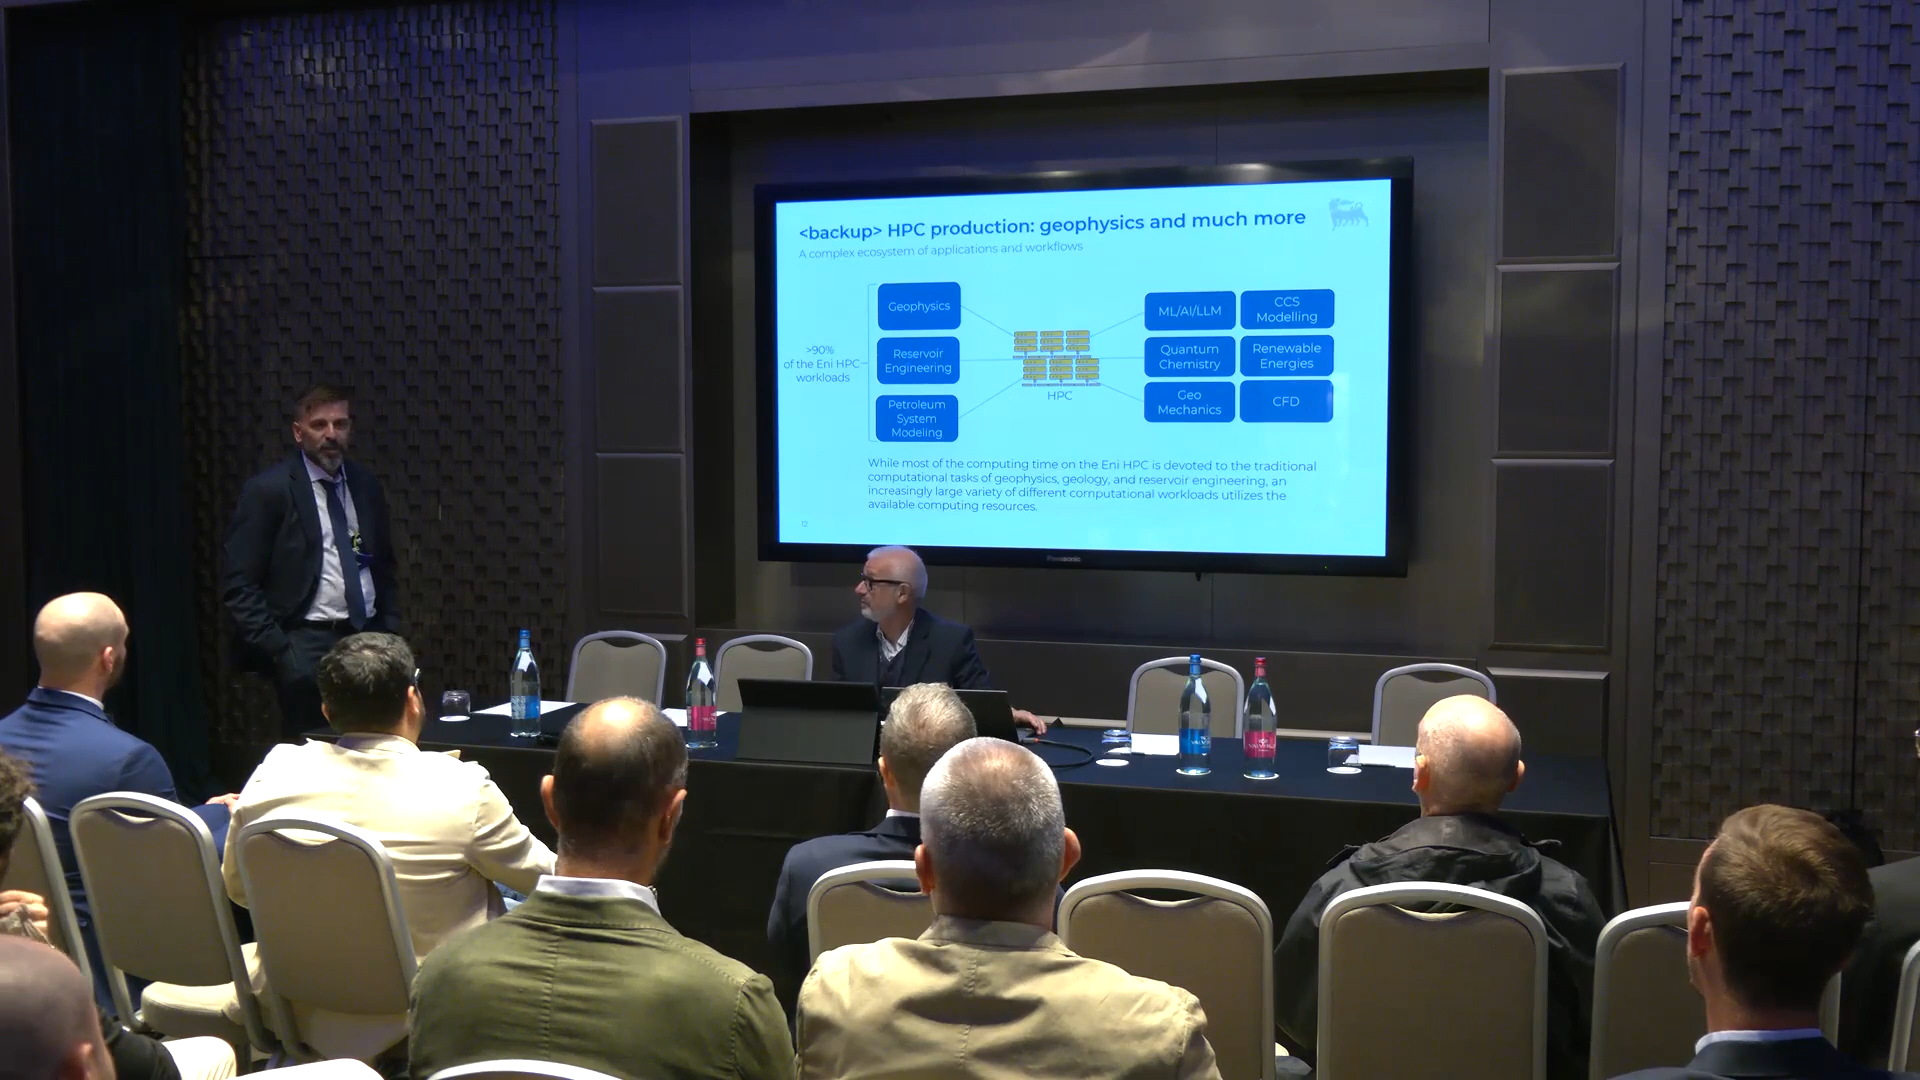 <backup> HPC production: geophysics and much more
A complex ecosystem of applications and workflows
>90%
of the Eni HPC
workloads
Geophysics
Reservoir
Engineering
Petroleum
System
Modeling
HPC
ML/AI/LLM
CCS
Modelling
Quantum
Chemistry
Renewable
Energies
Geo
Mechanics
CFD
While most of the computing time on the Eni HPC is devoted to the traditional
computational tasks of geophysics, geology, and reservoir engineering, an
increasingly large variety of different computational workloads utilizes the
available computing resources.
12
Panasonic